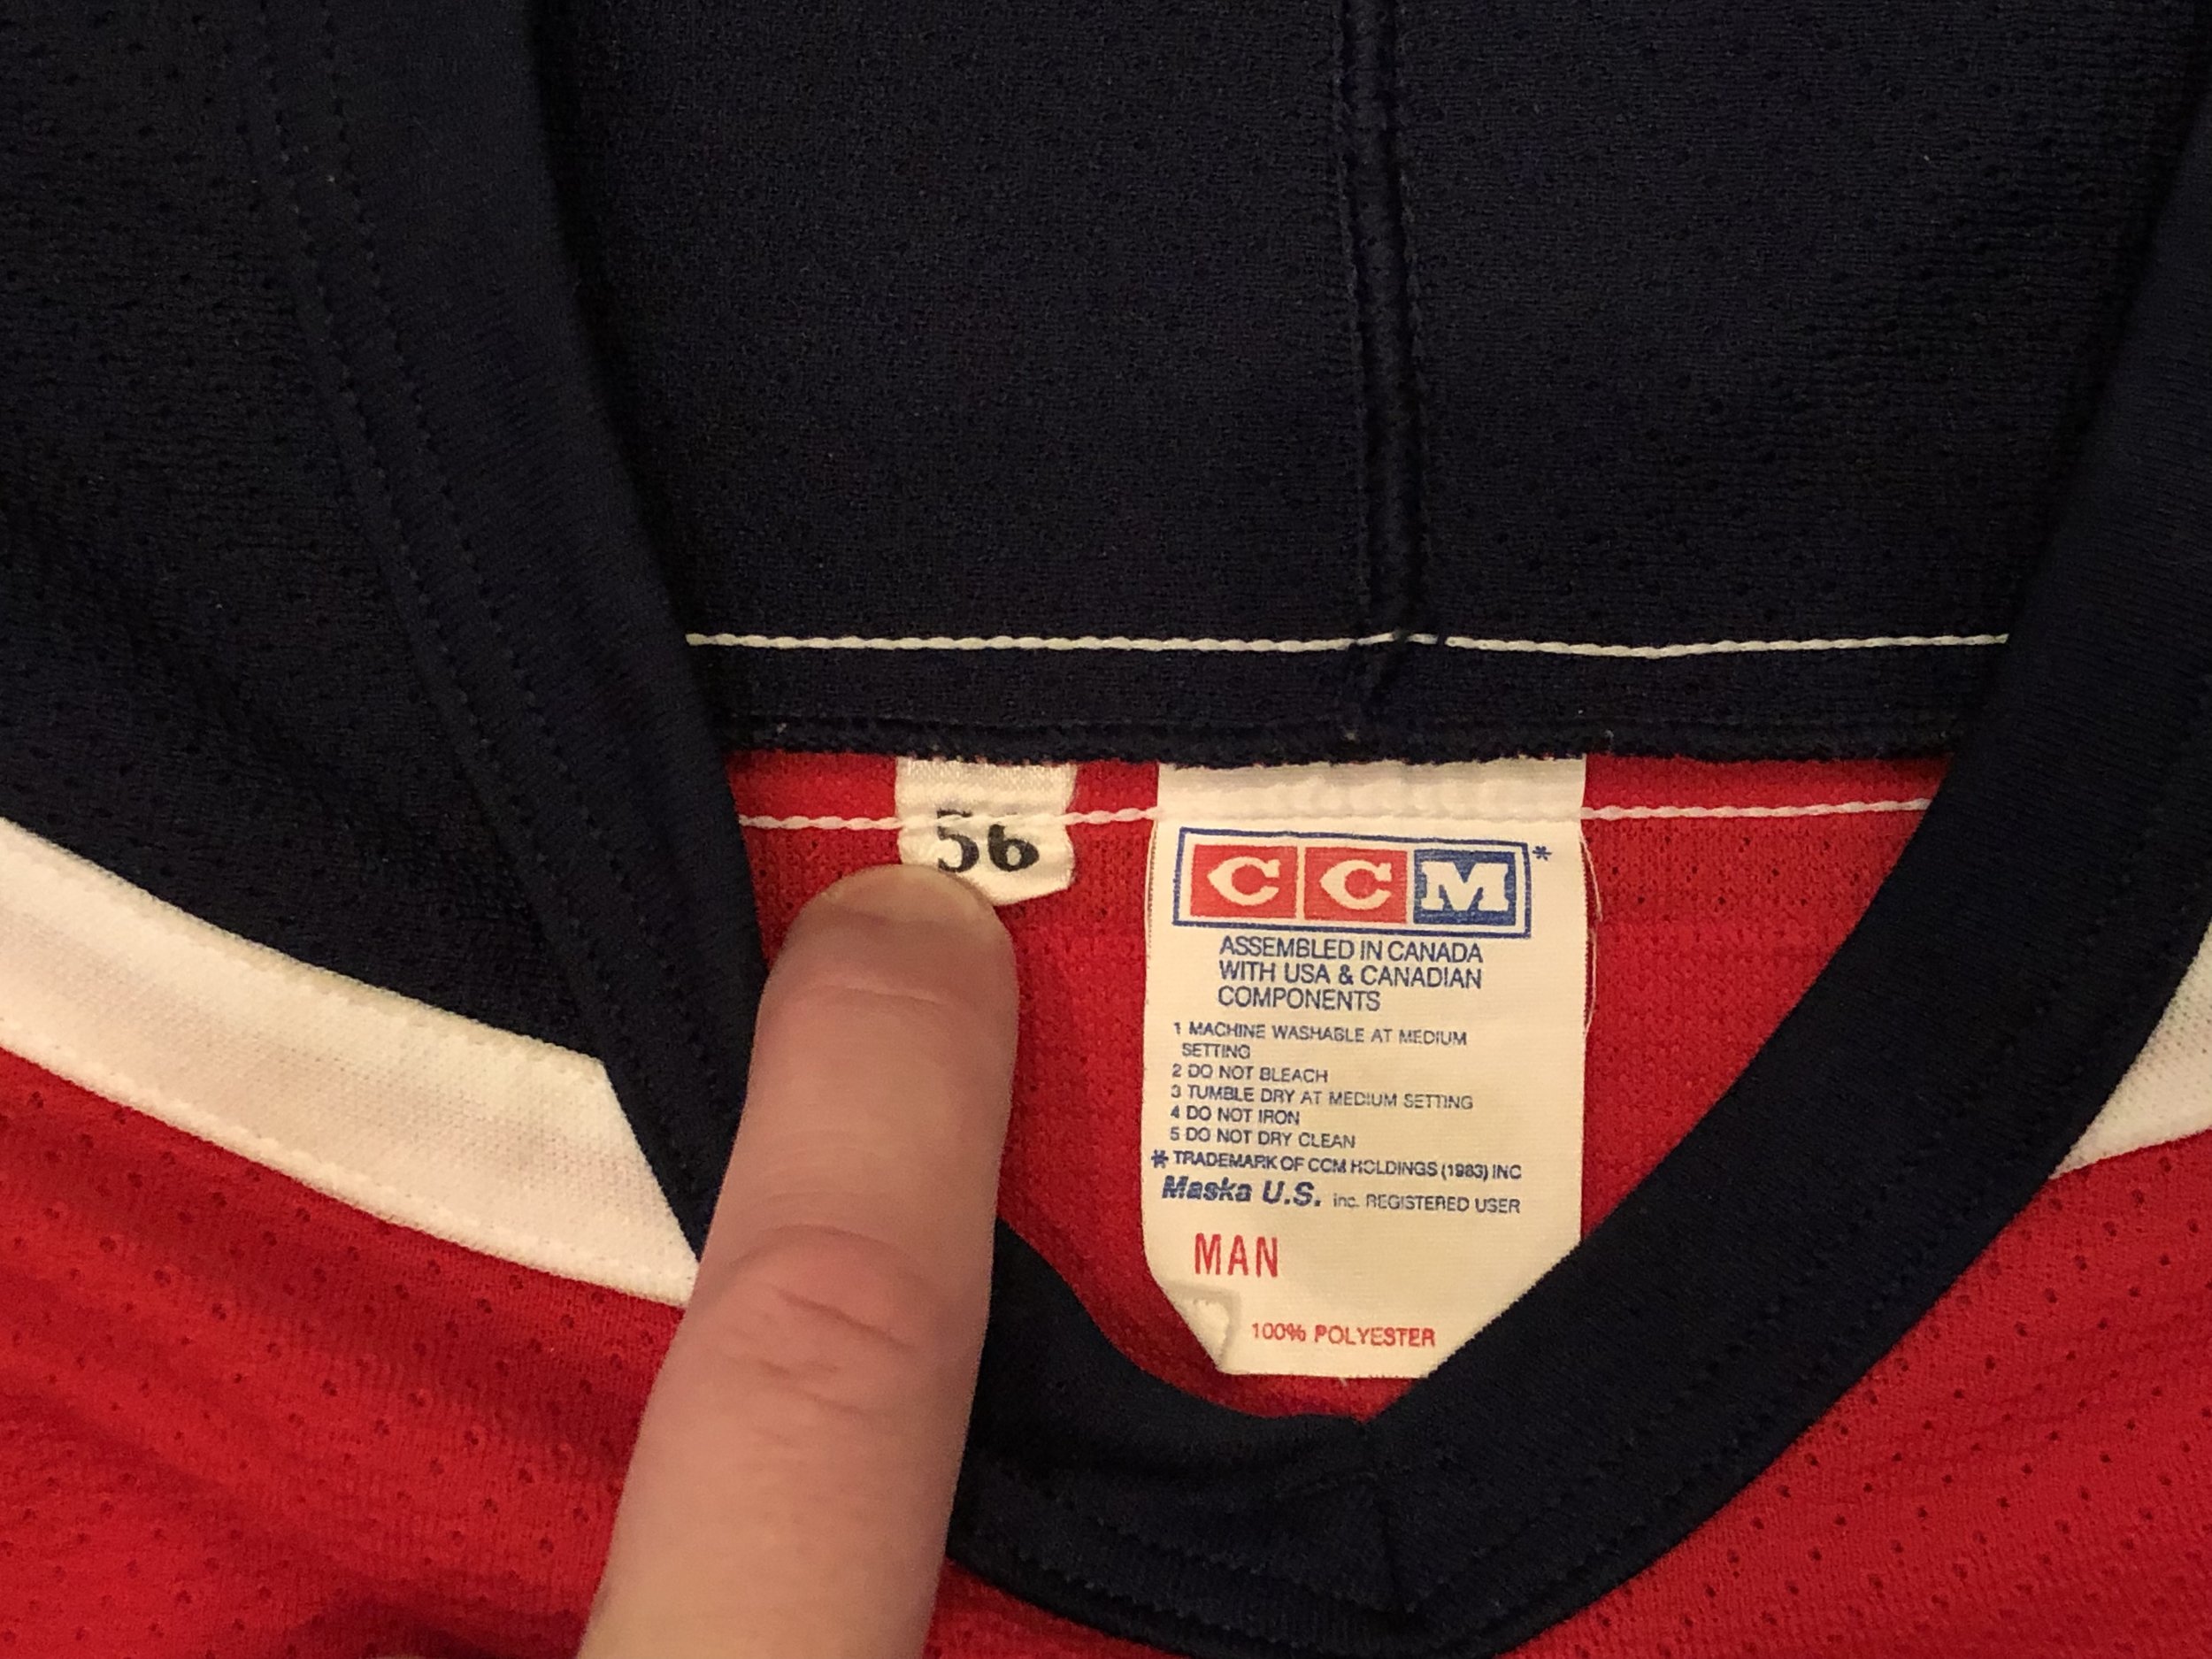 56
CCM*
ASSEMBLED IN CANADA
WITH USA & CANADIAN
COMPONENTS
1 MACHINE WASHABLE AT MEDIUM
SETTING
2 DO NOT BLEACH
3 TUMBLE DRY AT MEDIUM SETTING
4 DO NOT IRON
5 DO NOT DRY CLEAN
* TRADEMARK OF CCM HOLDINGS (1983) INC
Maska U.S. inc. REGISTERED USER
MAN
100% POLYESTER